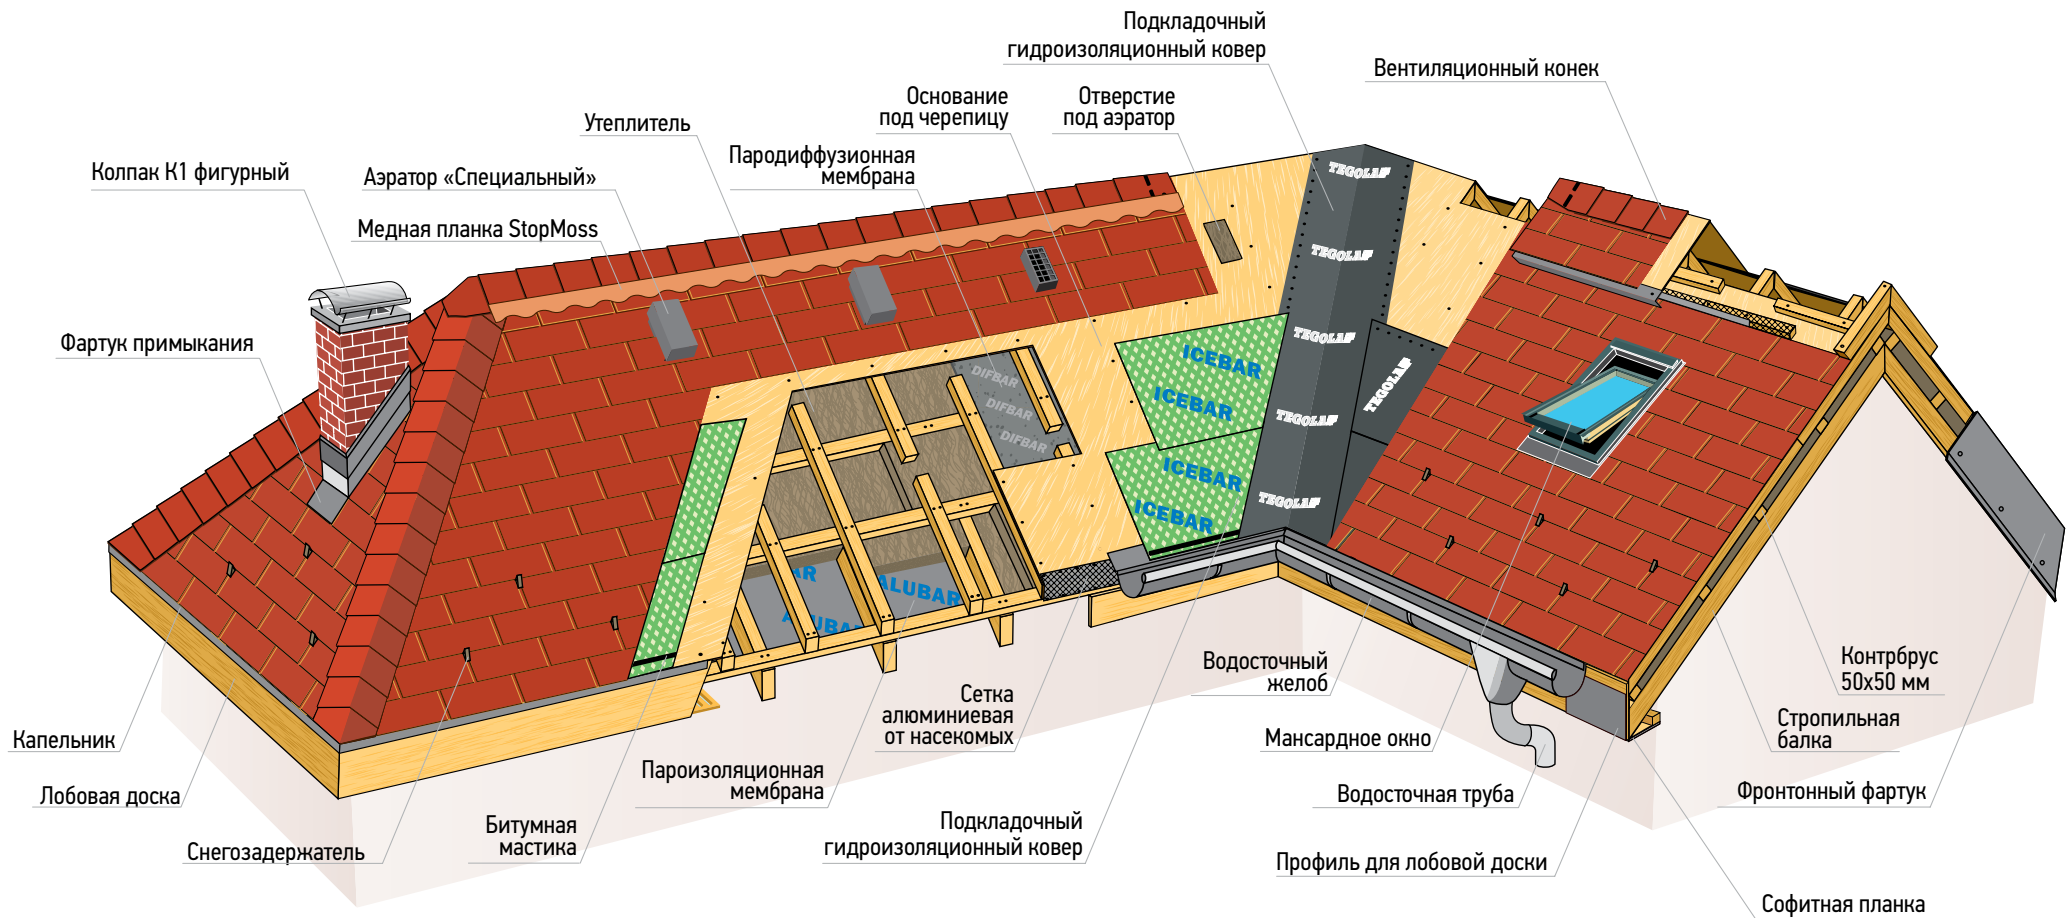 Подкладочный
гидроизоляционный ковер
Вентиляционный конек
Основание
под черепицу
Отверстие
под аэратор
Утеплитель
Пародиффузионная
мембрана
Колпак К1 фигурный
Аэратор «Специальный»
Медная планка StopMoss
Фартук примыкания
TEGOLA
TEGOLA
TEGOLA
TEGOLA
TEGOLA
TEGOLA
ICEBAR
ICEBAR
ICEBAR
ICEBAR
DIFBAR
DIFBAR
DIFBAR
AR
ALUBAR
ALUBA
Капельник
Лобовая доска
Снегозадержатель
Битумная
мастика
Пароизоляционная
мембрана
Сетка
алюминиевая
от насекомых
Подкладочный
гидроизоляционный ковер
Водосточный
желоб
Мансардное окно
Водосточная труба
Профиль для лобовой доски
Контрбрус
50х50 мм
Стропильная
балка
Фронтонный фартук
Софитная планка